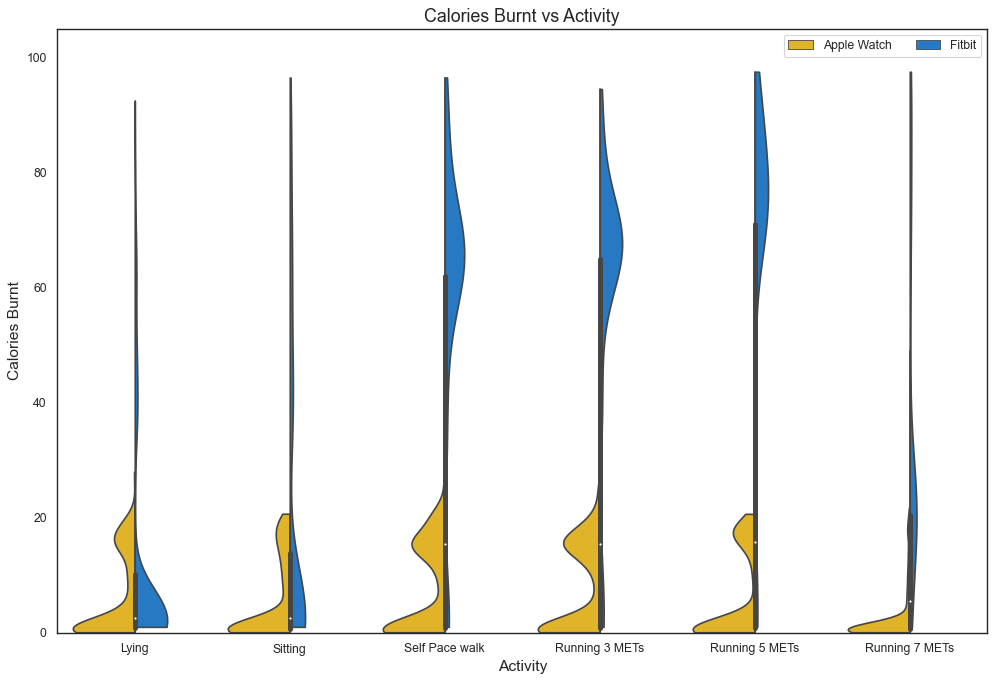 Calories Burnt vs Activity
Apple Watch Fitbit
100
80
60
40
20
0
Calories Burnt
Lying Sitting Self Pace walk Running 3 METs Running 5 METs Running 7 METs
Activity